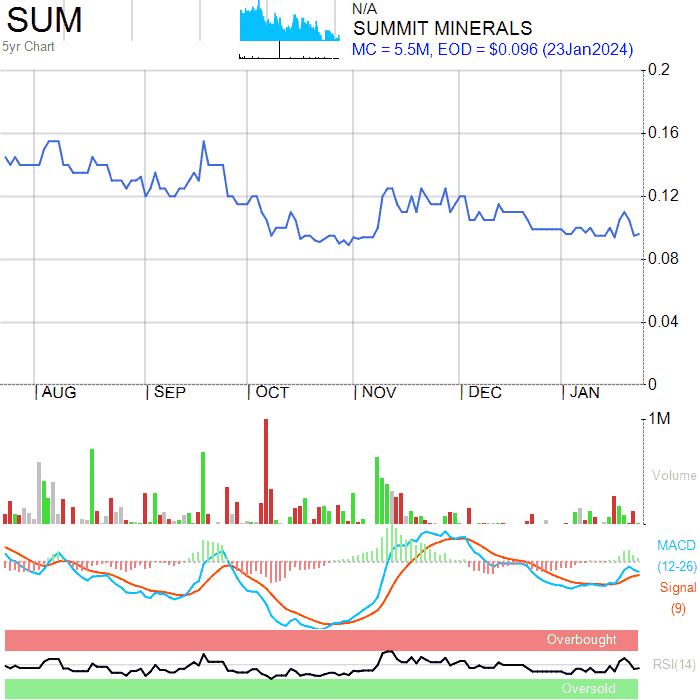 SUM
5yr Chart
N/A
SUMMIT MINERALS
MC = 5.5M, EOD = $0.096 (23Jan2024)
0.2
0.16
0.12
0.08
0.04
0
AUG SEP OCT NOV DEC JAN
1M
Volume
MACD
(12-26)
Signal
(9)
Overbought
RSI(14)
Oversold